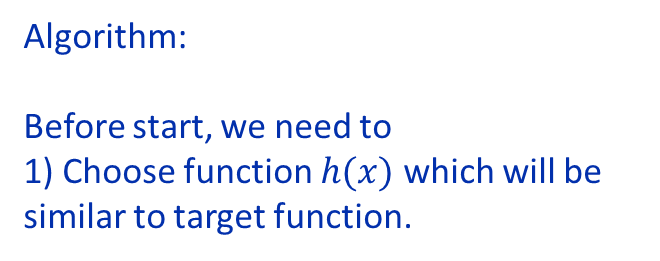 Algorithm:
Before start, we need to
1) Choose function h(x) which will be
similar to target function.